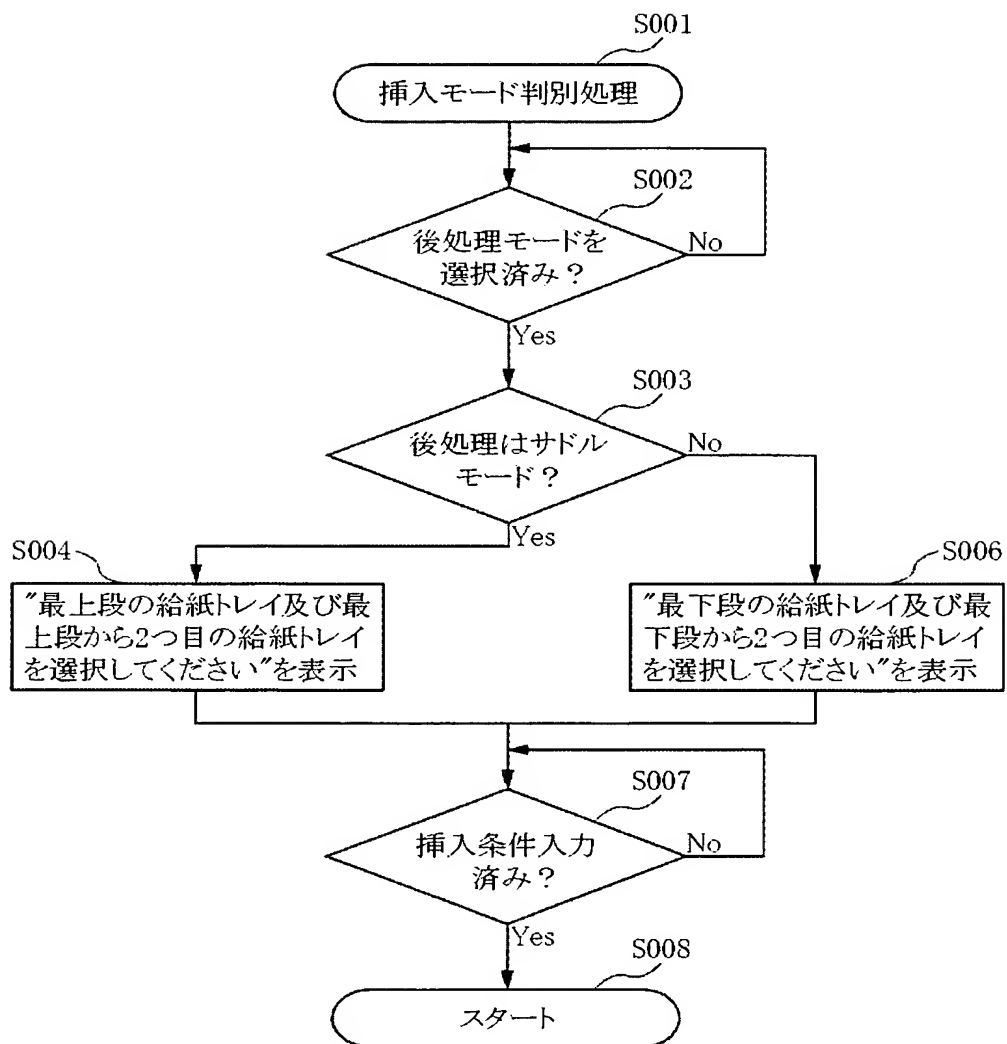 S001
挿入モード判別処理
S002
後処理モードを
選択済み?
No
Yes
S003
後処理はサドル
モード?
No
Yes
S004
"最上段の給紙トレイ及び最
上段から2つ目の給紙トレイ
を選択してください"を表示
S006
"最下段の給紙トレイ及び最
下段から2つ目の給紙トレイ
を選択してください"を表示
S007
挿入条件入力
済み?
No
Yes
S008
スタート